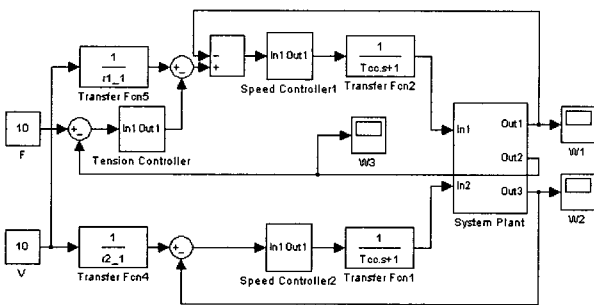 1
r1_1
Transfer Fcn5
In1 Out1
Speed Controller1
1
Tcc.s+1
Transfer Fcn2
10
F
In1 Out1
Tension Controller
W3
In1
In2
Out1
Out2
Out3
System Plant
W1
W2
10
V
1
r2_1
Transfer Fcn4
In1 Out1
Speed Controller2
1
Tcc.s+1
Transfer Fcn1